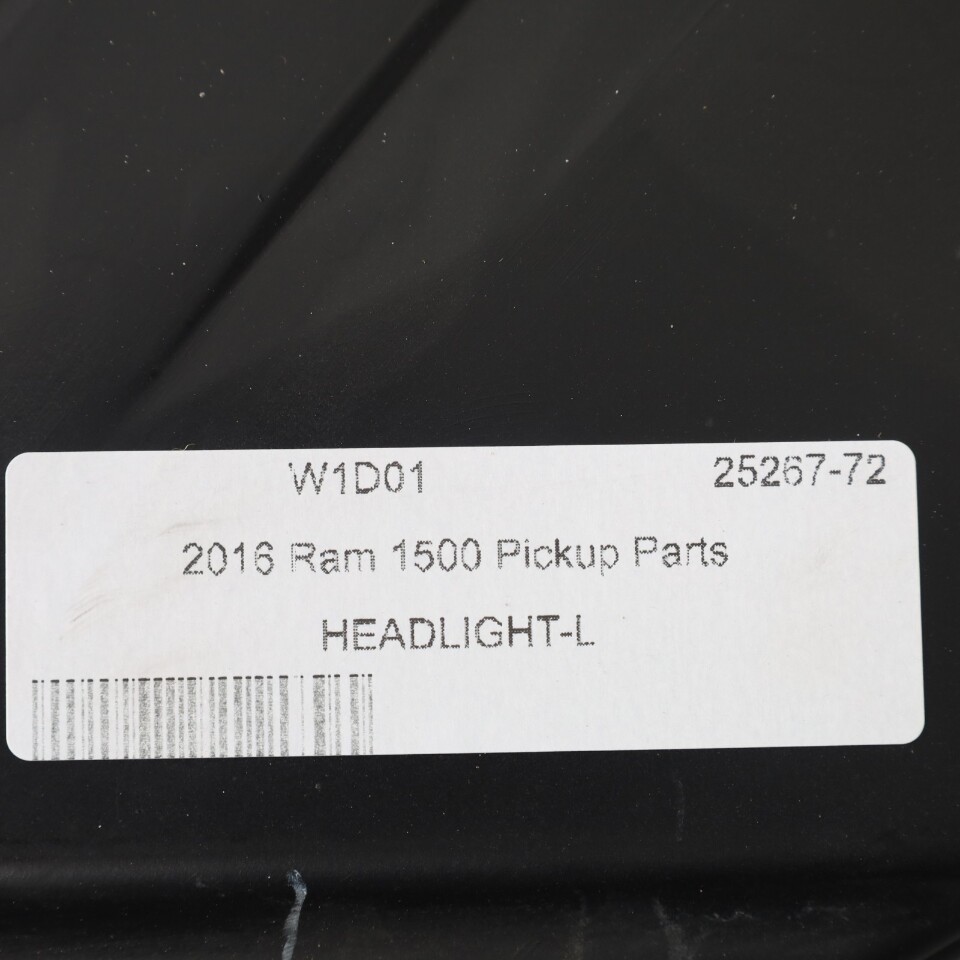 W1D01 25267-72
2016 Ram 1500 Pickup Parts
HEADLIGHT-L